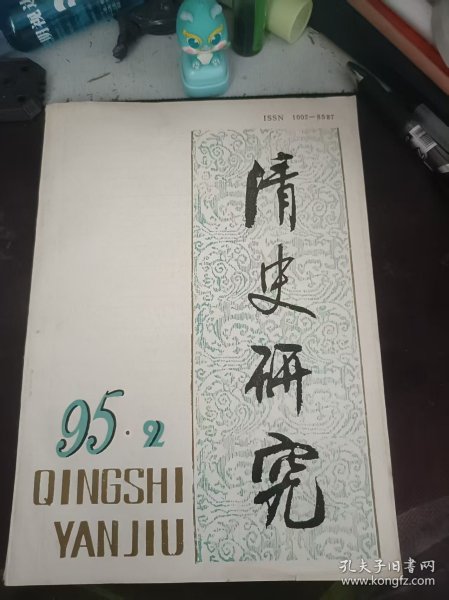 ISSN 1002-8587
清史研究
95·2
QINGSHI
YANJIU
孔夫子旧书网
www.kongfz.com